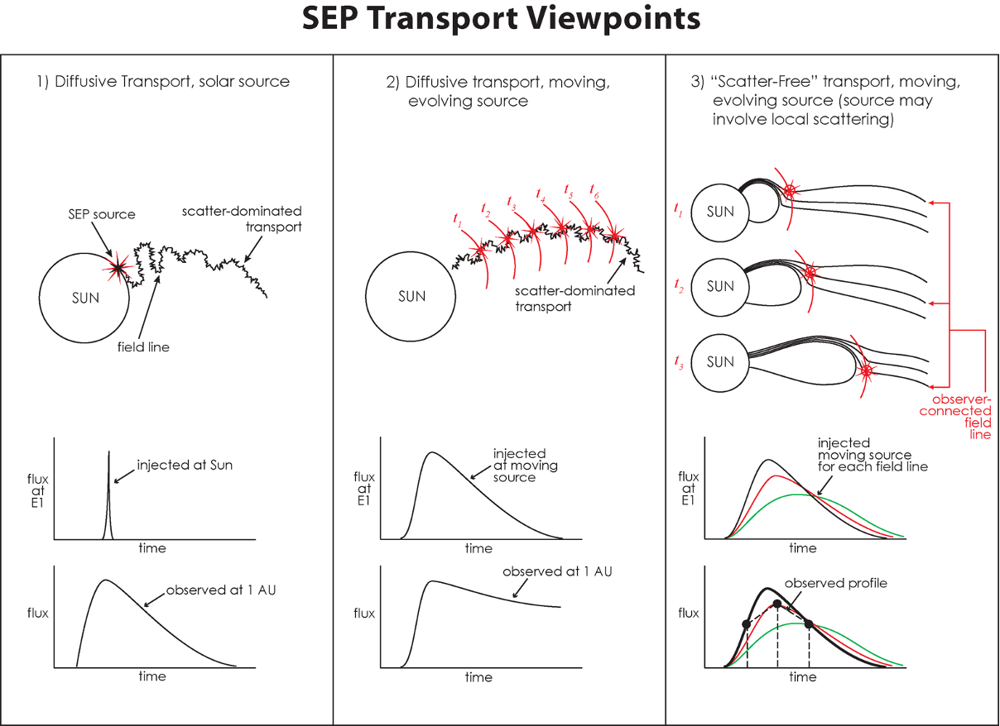 SEP Transport Viewpoints
1) Diffusive Transport, solar source
SEP source
scatter-dominated
transport
SUN
field line
flux
at
E1
injected at Sun
time
flux
observed at 1 AU
time
2) Diffusive transport, moving,
evolving source
t1
t2
t3
t4
t5
t6
SUN
scatter-dominated
transport
flux
at
E1
injected
at moving
source
time
flux
observed at 1 AU
time
3) “Scatter-Free” transport, moving,
evolving source (source may
involve local scattering)
t1
SUN
t2
SUN
t3
SUN
observer-
connected
field
line
flux
at
E1
injected
moving source
for each field line
time
flux
observed profile
time